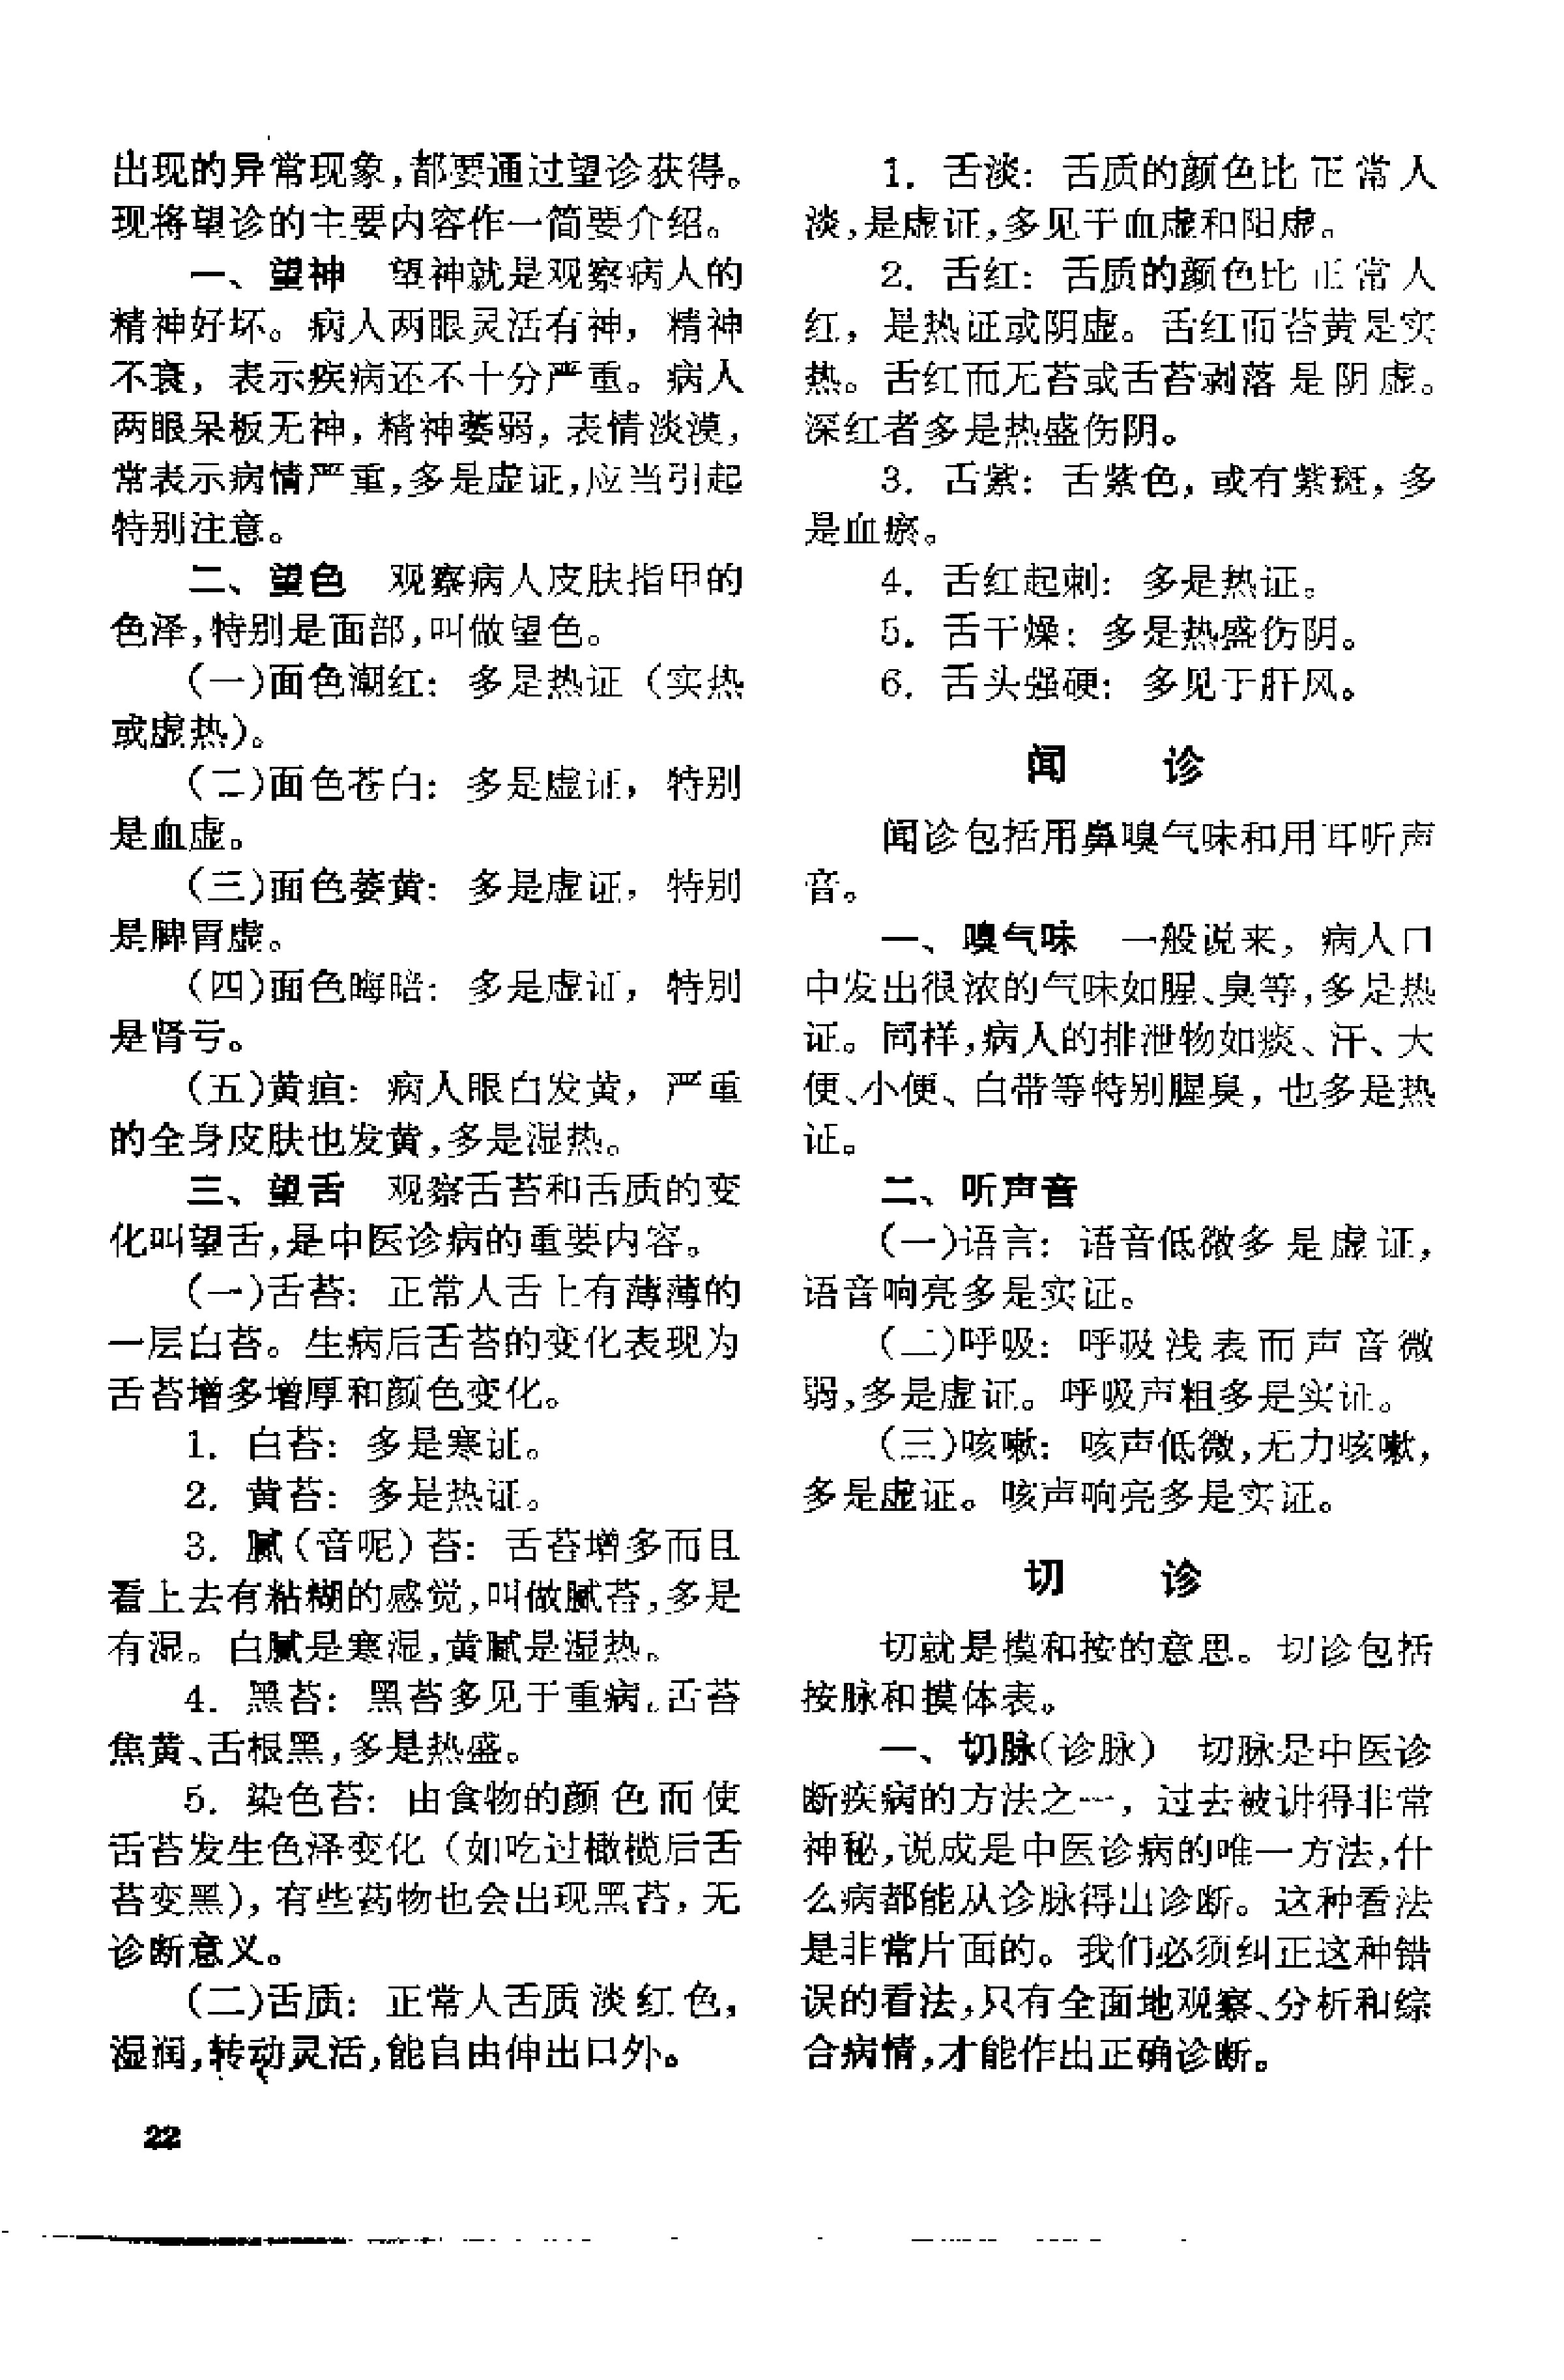 出现的异常现象,都要通过望诊获得。
现将望诊的主要内容作一简要介绍。
一、望神　望神就是观察病人的
精神好坏。病人两眼灵活有神，精神
不衰，表示疾病还不十分严重。病人
两眼呆板无神，精神萎弱，表情淡漠，
常表示病情严重,多是虚证,应当引起
特别注意。
二、望色　观察病人皮肤指甲的
色泽,特别是面部,叫做望色。
(一)面色潮红：多是热证（实热
或虚热)。
(二)面色苍白：多是虚证，特别
是血虚。
(三)面色萎黄：多是虚证，特别
是脾胃虚。
(四)面色晦暗：多是虚证，特别
是肾亏。
(五)黄疸：病人眼白发黄，严重
的全身皮肤也发黄,多是湿热。
三、望舌　观察舌苔和舌质的变
化叫望舌,是中医诊病的重要内容。
(一)舌苔：正常人舌上有薄薄的
一层白苔。生病后舌苔的变化表现为
舌苔增多增厚和颜色变化。
1. 白苔：多是寒证。
2. 黄苔：多是热证。
3. 腻(音呢)苔：舌苔增多而且
看上去有粘糊的感觉,叫做腻苔,多是
有湿。白腻是寒湿,黄腻是湿热。
4. 黑苔：黑苔多见于重病。舌苔
焦黄、舌根黑,多是热盛。
5. 染色苔：由食物的颜色而使
舌苔发生色泽变化（如吃过橄榄后舌
苔变黑)，有些药物也会出现黑苔，无
诊断意义。
(二)舌质：正常人舌质淡红色，
湿润,转动灵活,能自由伸出口外。
22
1. 舌淡：舌质的颜色比正常人
淡,是虚证,多见于血虚和阳虚。
2. 舌红：舌质的颜色比正常人
红，是热证或阴虚。舌红而苔黄是实
热。舌红而无苔或舌苔剥落是阴虚。
深红者多是热盛伤阴。
3. 舌紫：舌紫色，或有紫斑，多
是血瘀。
4. 舌红起刺：多是热证。
5. 舌干燥：多是热盛伤阴。
6. 舌头强硬：多见于肝风。
闻　诊
闻诊包括用鼻嗅气味和用耳听声
音。
一、嗅气味　一般说来，病人口
中发出很浓的气味如腥、臭等,多是热
证。同样,病人的排泄物如痰、汗、大
便、小便、白带等特别腥臭，也多是热
证。
二、听声音
(一)语言：语音低微多是虚证，
语音响亮多是实证。
(二)呼吸：呼吸浅表而声音微
弱,多是虚证。呼吸声粗多是实证。
(三)咳嗽：咳声低微,无力咳嗽，
多是虚证。咳声响亮多是实证。
切　诊
切就是摸和按的意思。切诊包括
按脉和摸体表。
一、切脉(诊脉)　切脉是中医诊
断疾病的方法之一，过去被讲得非常
神秘,说成是中医诊病的唯一方法,什
么病都能从诊脉得出诊断。这种看法
是非常片面的。我们必须纠正这种错
误的看法,只有全面地观察、分析和综
合病情,才能作出正确诊断。